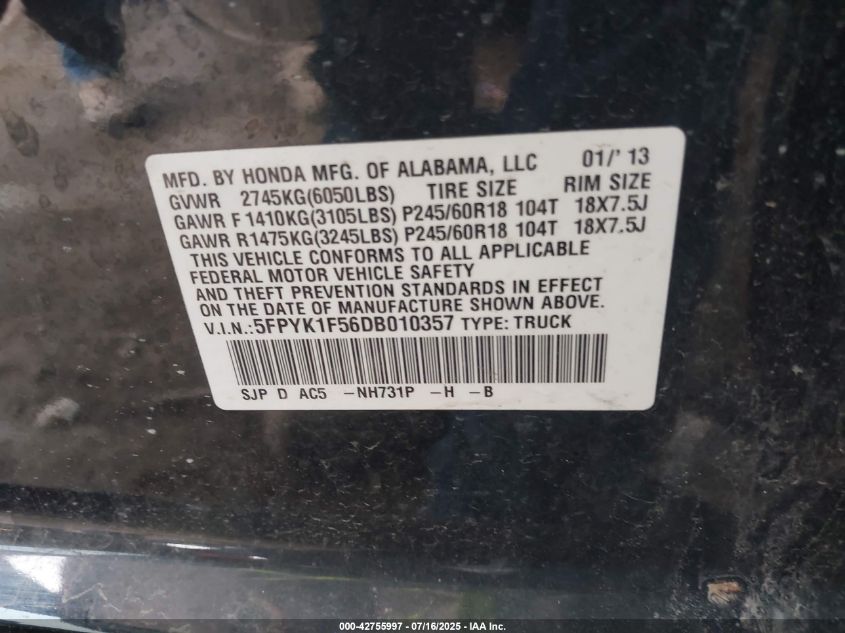 MFD. BY HONDA MFG. OF ALABAMA, LLC 01/' 13
GVWR 2745KG(6050LBS) TIRE SIZE RIM SIZE
GAWR F 1410KG(3105LBS) P245/60R18 104T 18X7.5J
GAWR R1475KG(3245LBS) P245/60R18 104T 18X7.5J
THIS VEHICLE CONFORMS TO ALL APPLICABLE
FEDERAL MOTOR VEHICLE SAFETY
AND THEFT PREVENTION STANDARDS IN EFFECT
ON THE DATE OF MANUFACTURE SHOWN ABOVE.
V.I.N.:5FPYK1F56DB010357 TYPE: TRUCK
SJP D AC5 -NH731P -H -B
000-42755997 - 07/16/2025 - IAA Inc.